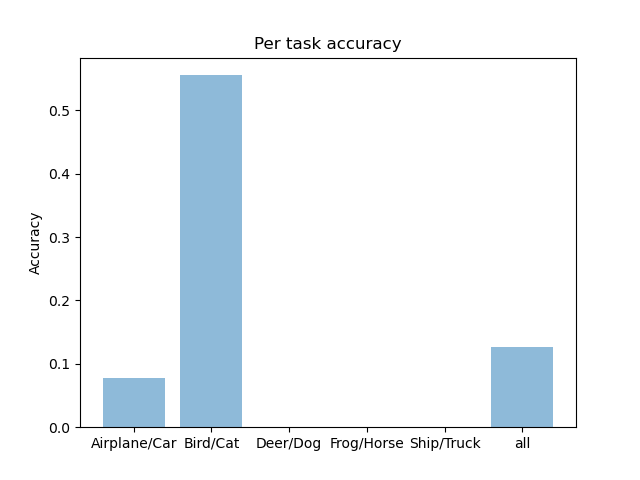 Per task accuracy
Accuracy
0.5
0.4
0.3
0.2
0.1
0.0
Airplane/Car Bird/Cat Deer/Dog Frog/Horse Ship/Truck all